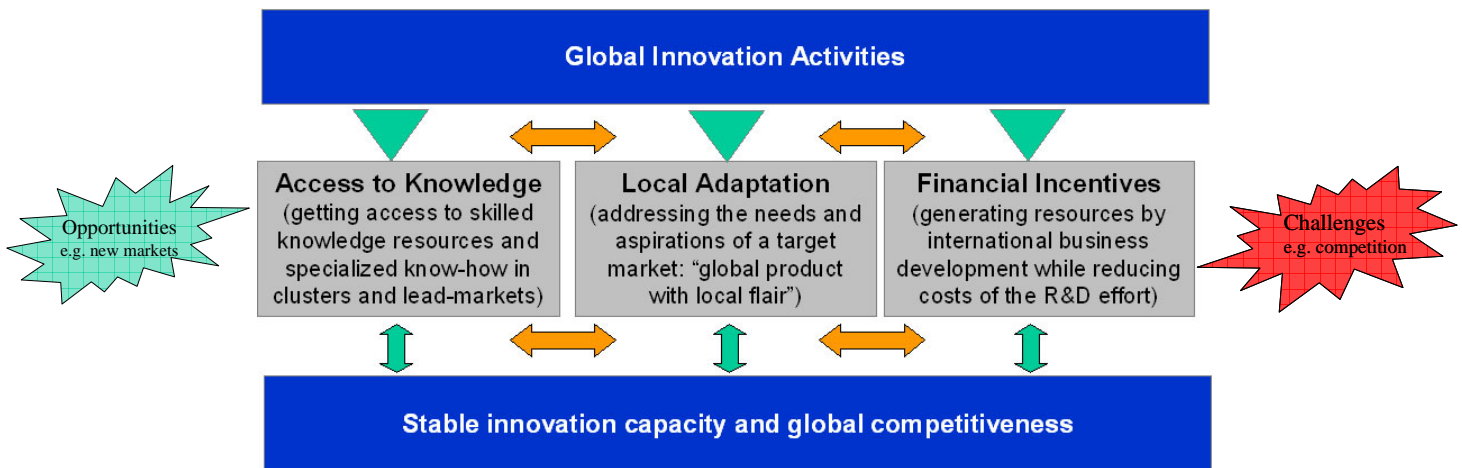 Global Innovation Activities
Opportunities
e.g. new markets
Access to Knowledge
(getting access to skilled
knowledge resources and
specialized know-how in
clusters and lead-markets)
Local Adaptation
(addressing the needs and
aspirations of a target
market: “global product
with local flair”)
Financial Incentives
(generating resources by
international business
development while reducing
costs of the R&D effort)
Challenges
e.g. competition
Stable innovation capacity and global competitiveness